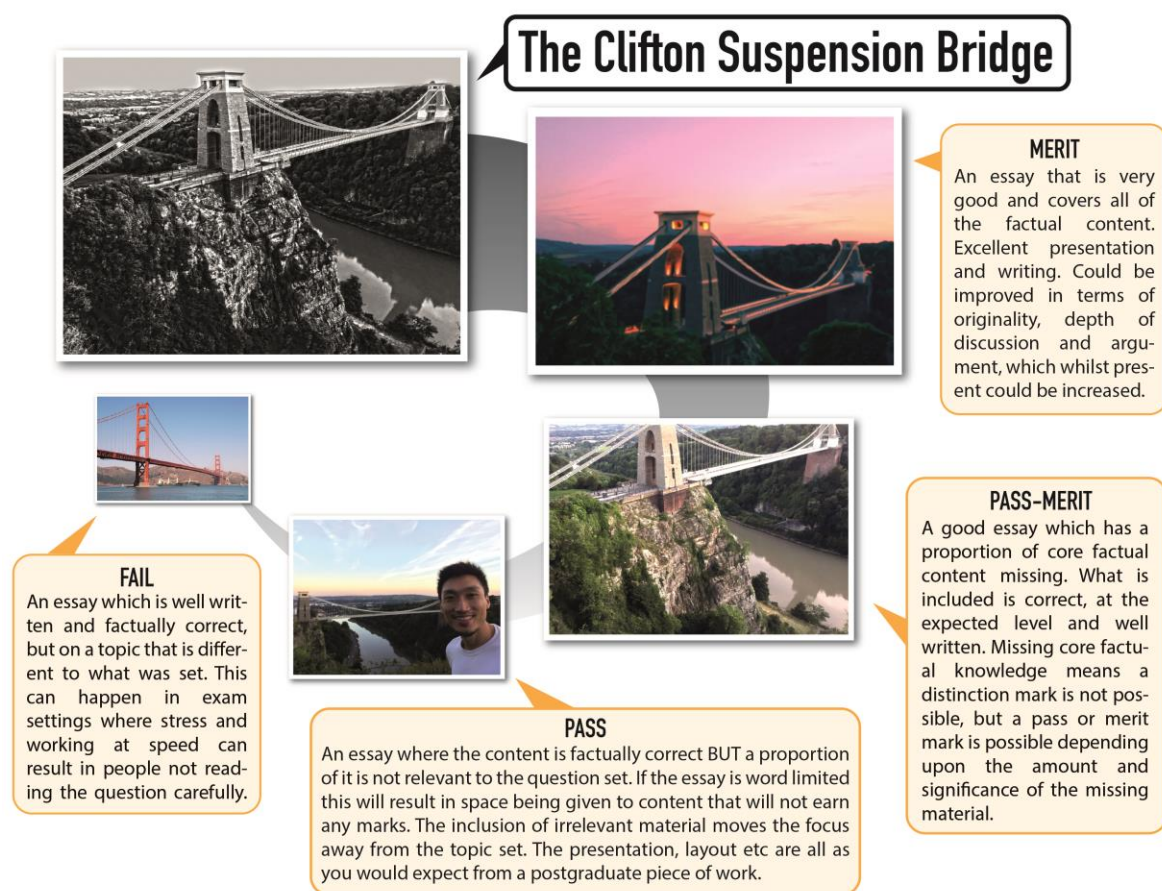 The Clifton Suspension Bridge
MERIT
An essay that is very
good and covers all of
the factual content.
Excellent presentation
and writing. Could be
improved in terms of
originality, depth of
discussion and argu-
ment, which whilst pres-
ent could be increased.
PASS-MERIT
A good essay which has a
proportion of core factual
content missing. What is
included is correct, at the
expected level and well
written. Missing core factu-
al knowledge means a
distinction mark is not pos-
sible, but a pass or merit
mark is possible depending
upon the amount and
significance of the missing
material.
FAIL
An essay which is well writ-
ten and factually correct,
but on a topic that is differ-
ent to what was set. This
can happen in exam
settings where stress and
working at speed can
result in people not read-
ing the question carefully.
PASS
An essay where the content is factually correct BUT a proportion
of it is not relevant to the question set. If the essay is word limited
this will result in space being given to content that will not earn
any marks. The inclusion of irrelevant material moves the focus
away from the topic set. The presentation, layout etc are all as
you would expect from a postgraduate piece of work.